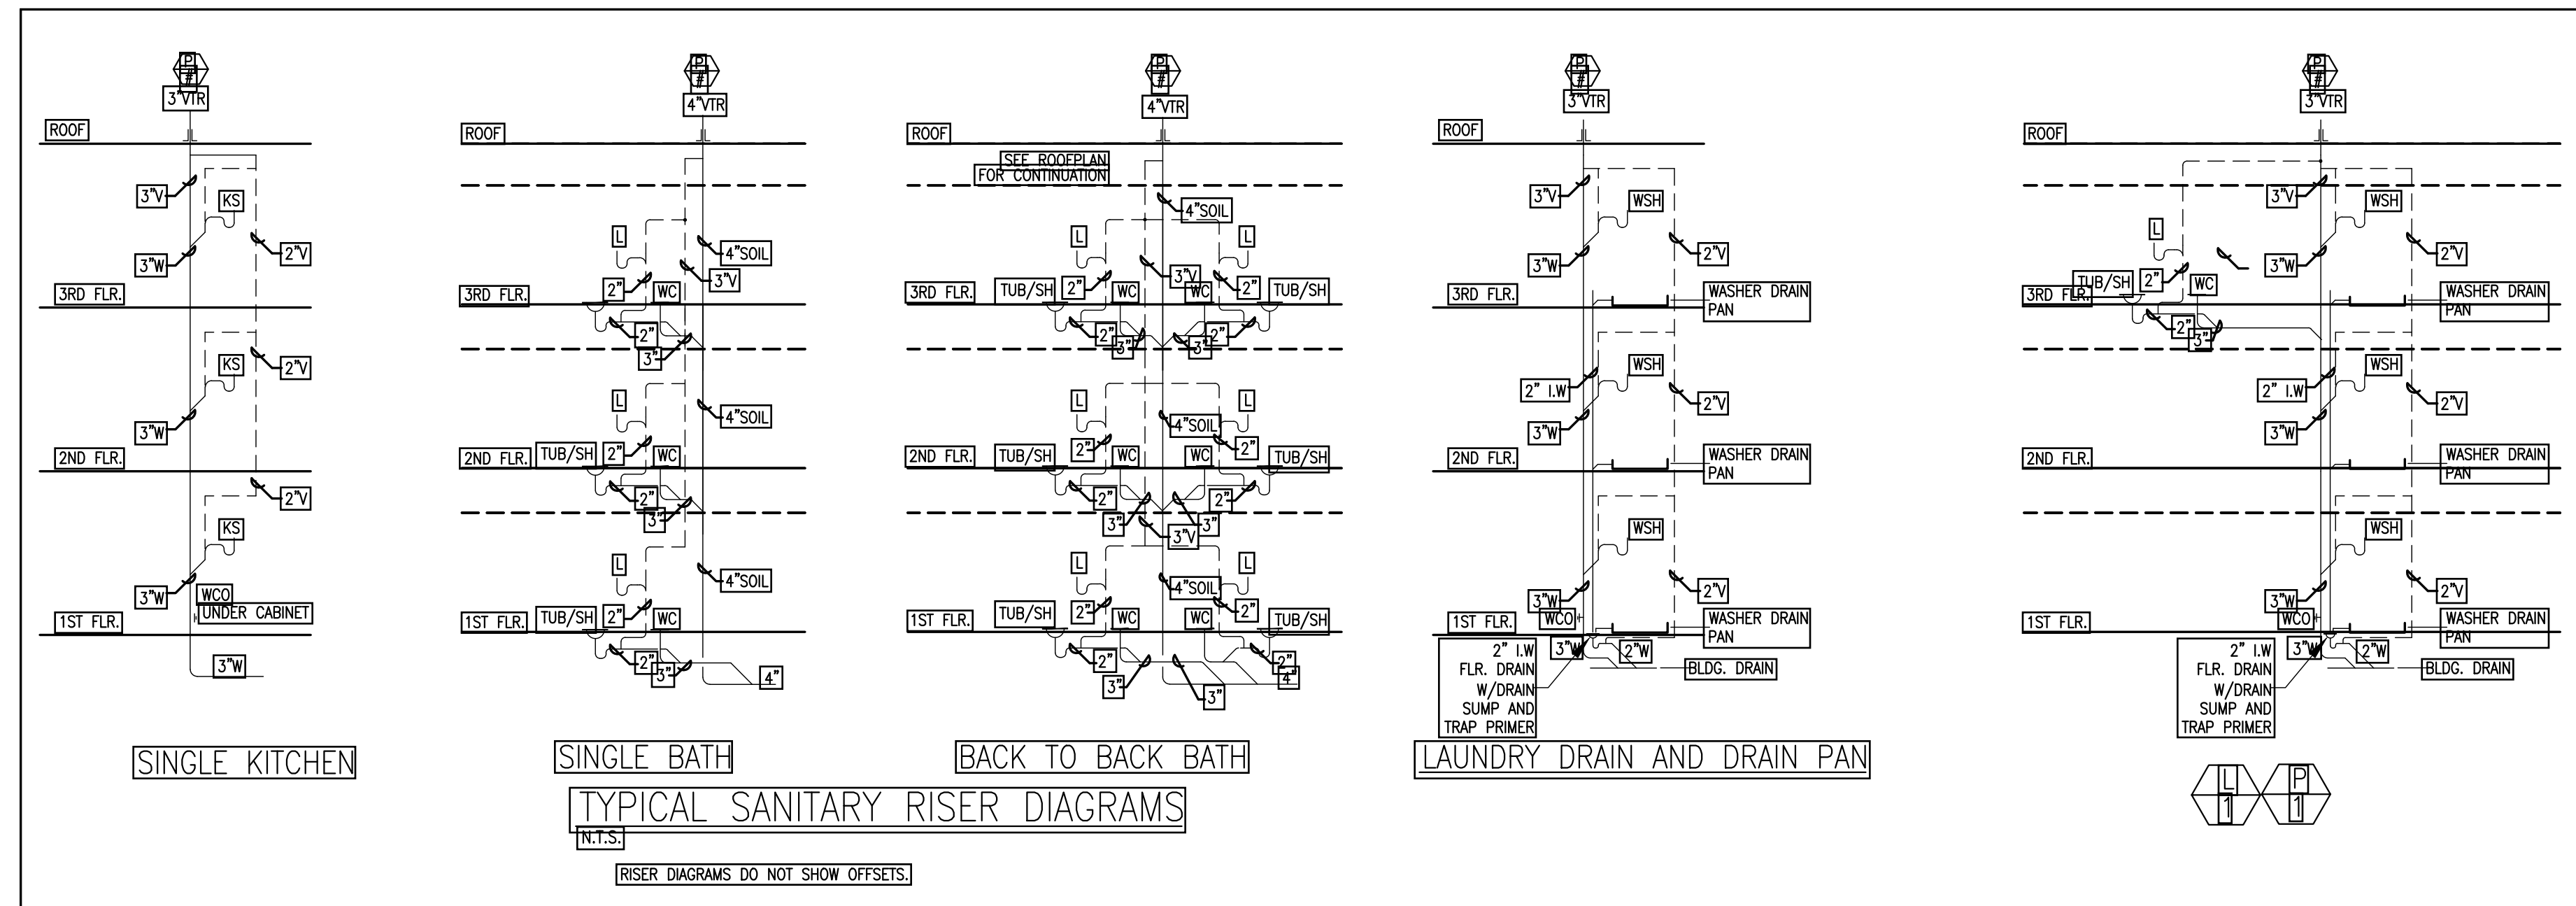 P
#
3"VTR
ROOF
3"V
KS
3"W
2"V
3RD FLR.
KS
2"V
3"W
2ND FLR.
2"V
KS
3"W
WCO
UNDER CABINET
1ST FLR.
3"W
SINGLE KITCHEN
P
#
4"VTR
ROOF
L
4"SOIL
3"V
2"
WC
3RD FLR.
2"
3"
L
4"SOIL
TUB/SH
2"
WC
2ND FLR.
2"
3"
L
4"SOIL
TUB/SH
2"
WC
1ST FLR.
2"
3"
4"
SINGLE BATH
P
#
4"VTR
ROOF
SEE ROOFPLAN
FOR CONTINUATION
4"SOIL
L
L
3"V
3RD FLR.
TUB/SH
2"
WC
WC
2"
TUB/SH
2"
3"
3"
2"
L
L
4"SOIL
2ND FLR.
TUB/SH
2"
WC
WC
2"
TUB/SH
2"
2"
3"
3"
3"V
L
L
4"SOIL
1ST FLR.
TUB/SH
2"
WC
WC
2"
TUB/SH
2"
2"
3"
3"
4"
BACK TO BACK BATH
P
#
3"VTR
ROOF
3"V
WSH
3"W
2"V
3RD FLR.
WASHER DRAIN
PAN
WSH
2" I.W
2"V
3"W
2ND FLR.
WASHER DRAIN
PAN
WSH
2"V
3"W
WCO
1ST FLR.
WASHER DRAIN
PAN
2" I.W
FLR. DRAIN
W/DRAIN
SUMP AND
TRAP PRIMER
3"W
2"W
BLDG. DRAIN
LAUNDRY DRAIN AND DRAIN PAN
P
#
3"VTR
ROOF
3"V
WSH
L
3"W
2"V
TUB/SH
2"
WC
3RD FLR.
WASHER DRAIN
PAN
2"
3"
WSH
2" I.W
2"V
3"W
2ND FLR.
WASHER DRAIN
PAN
WSH
2"V
3"W
WCO
1ST FLR.
WASHER DRAIN
PAN
2" I.W
FLR. DRAIN
W/DRAIN
SUMP AND
TRAP PRIMER
3"W
2"W
BLDG. DRAIN
L
1
P
1
TYPICAL SANITARY RISER DIAGRAMS
N.T.S.
RISER DIAGRAMS DO NOT SHOW OFFSETS.